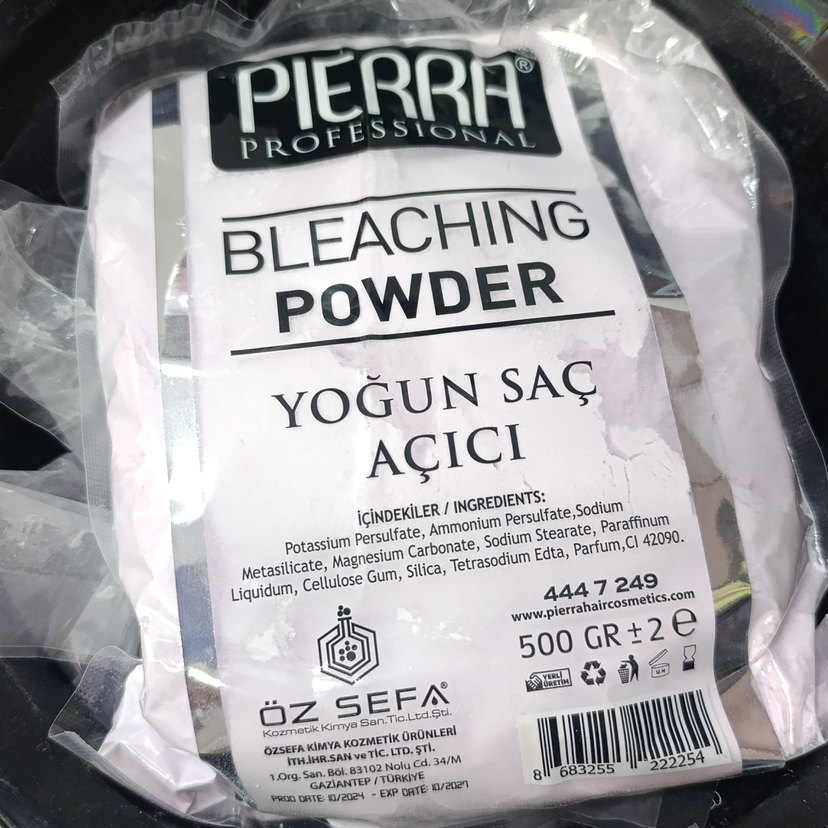 PIERRA®
PROFESSIONAL
BLEACHING
POWDER
YOĞUN SAÇ
AÇICI
İÇİNDEKİLER / INGREDIENTS:
Potassium Persulfate, Ammonium Persulfate,Sodium
Metasilicate, Magnesium Carbonate, Sodium Stearate, Paraffinum
Liquidum, Cellulose Gum, Silica, Tetrasodium Edta, Parfum,CI 42090.
444 7 249
www.pierrahaircosmetics.com
500 GR ± 2 e
YERLİ
ÜRETİM
12 M
ÖZ SEFA®
Kozmetik Kimya San.Tic.Ltd.Şti.
ÖZSEFA KİMYA KOZMETİK ÜRÜNLERİ
İTH.İHR.SAN ve TİC. LTD. ŞTİ.
1.Org. San. Böl. 83102 Nolu Cd. 34/M
GAZİANTEP / TÜRKİYE
PROD DATE: 10/2024 - EXP DATE: 10/2027
8 683255 222254